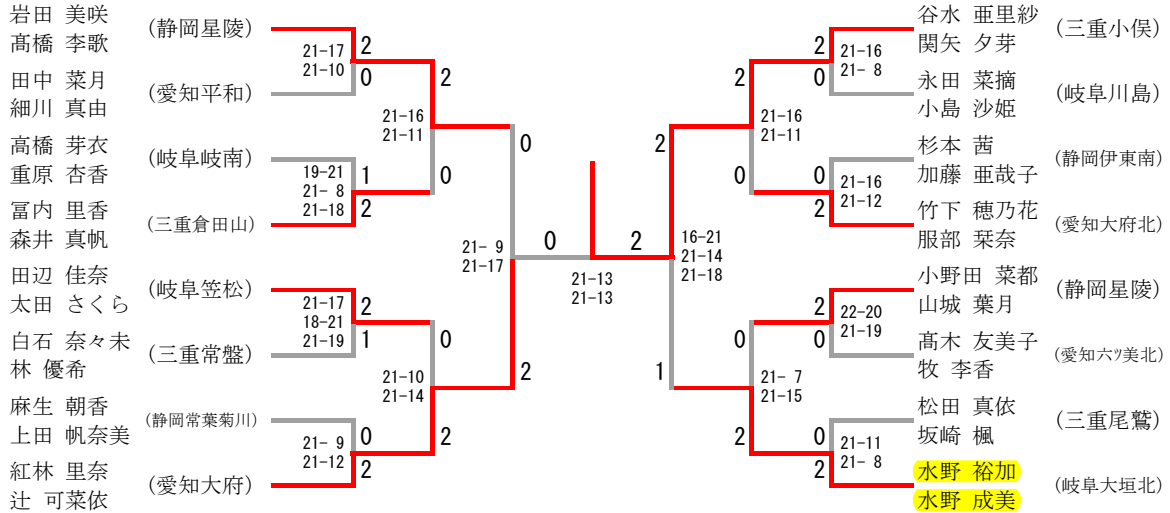 岩田 美咲
髙橋 李歌
(静岡星陵)
田中 菜月
細川 真由
(愛知平和)
高橋 芽衣
重原 杏香
(岐阜岐南)
冨内 里香
森井 真帆
(三重倉田山)
田辺 佳奈
太田 さくら
(岐阜笠松)
白石 奈々未
林 優希
(三重常盤)
麻生 朝香
上田 帆奈美
(静岡常葉菊川)
紅林 里奈
辻 可菜依
(愛知大府)
21-17
21-10
2
0
19-21
21- 8
21-18
1
2
21-17
18-21
21-19
2
1
21- 9
21-12
0
2
21-16
21-11
2
0
21-10
21-14
0
2
21- 9
21-17
0
2
0
2
21-13
21-13
16-21
21-14
21-18
2
1
21-16
21-11
2
0
21- 7
21-15
0
2
21-16
21- 8
2
0
21-16
21-12
0
2
22-20
21-19
2
0
21-11
21- 8
0
2
谷水 亜里紗
関矢 夕芽
(三重小俣)
永田 菜摘
小島 沙姫
(岐阜川島)
杉本 茜
加藤 亜哉子
(静岡伊東南)
竹下 穂乃花
服部 栞奈
(愛知大府北)
小野田 菜都
山城 葉月
(静岡星陵)
髙木 友美子
牧 李香
(愛知六ツ美北)
松田 真依
坂崎 楓
(三重尾鷲)
水野 裕加
水野 成美
(岐阜大垣北)